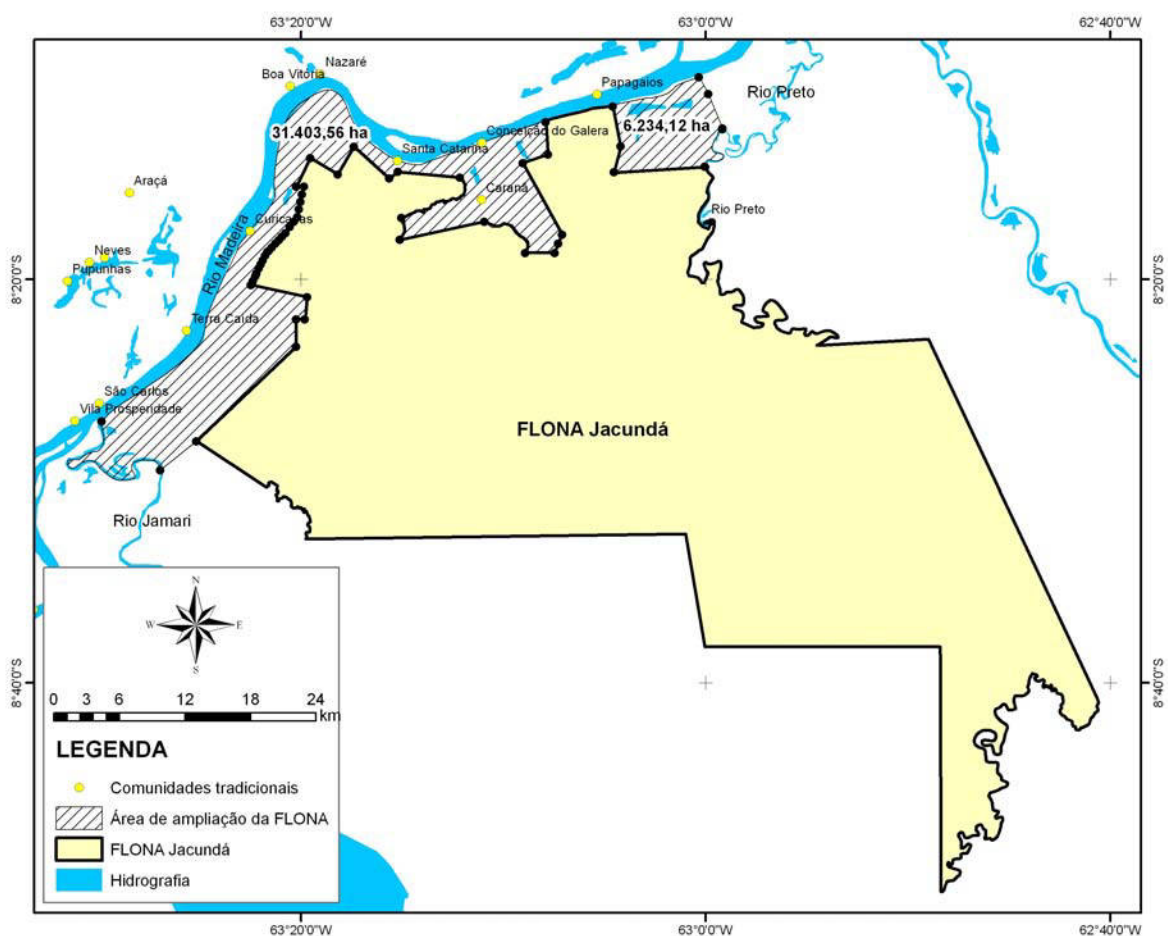 63°20'0"W
63°0'0"W
62°40'0"W
Nazaré
Boa Vitória
Papagaios
Rio Preto
31.403,56 ha
6.234,12 ha
Conceição do Galera
Santa Catarina
Araçá
Caranã
Rio Preto
Curicacas
Rio Madeira
Neves
Pupunhas
8°20'0"S
8°20'0"S
Terra Caída
São Carlos
Vila Prosperidade
FLONA Jacundá
Rio Jamari
N
W
E
S
8°40'0"S
8°40'0"S
0 3 6 12 18 24
km
LEGENDA
Comunidades tradicionais
Área de ampliação da FLONA
FLONA Jacundá
Hidrografia
63°20'0"W
63°0'0"W
62°40'0"W